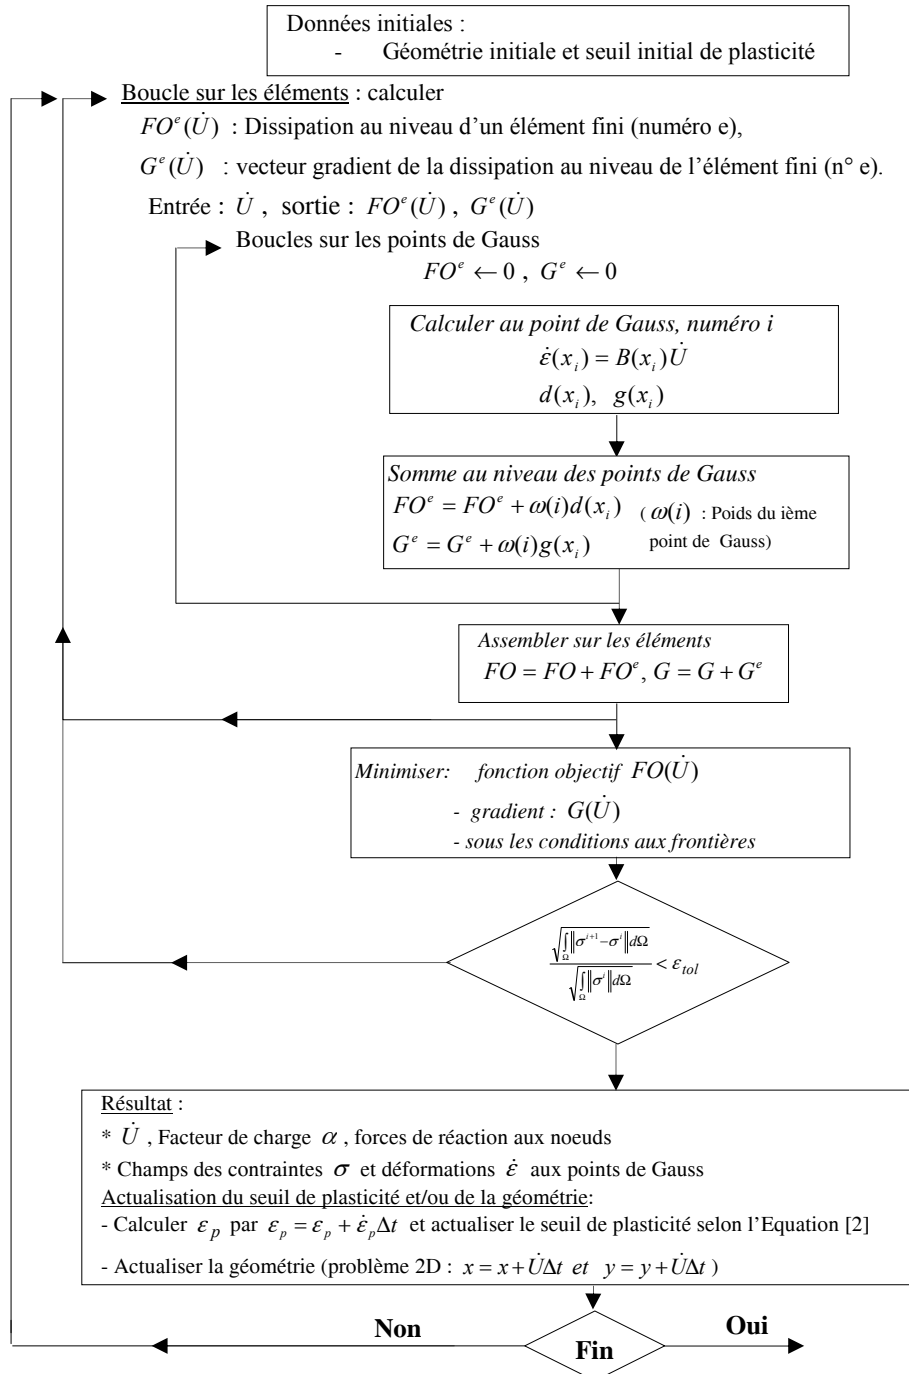 Données initiales :
- Géométrie initiale et seuil initial de plasticité
Boucle sur les éléments : calculer
FO^e(U̇) : Dissipation au niveau d’un élément fini (numéro e),
G^e(U̇) : vecteur gradient de la dissipation au niveau de l’élément fini (n° e).
Entrée : U̇ , sortie : FO^e(U̇) , G^e(U̇)
Boucles sur les points de Gauss
FO^e ← 0 , G^e ← 0
Calculer au point de Gauss, numéro i
ε̇(x_i) = B(x_i)U̇
d(x_i), g(x_i)
Somme au niveau des points de Gauss
FO^e = FO^e + ω(i)d(x_i) ( ω(i) : Poids du ième
G^e = G^e + ω(i)g(x_i) point de Gauss)
Assembler sur les éléments
FO = FO + FO^e, G = G + G^e
Minimiser: fonction objectif FO(U̇)
- gradient : G(U̇)
- sous les conditions aux frontières
√(∫_Ω ‖σ^{i+1} − σ^i‖ dΩ) / √(∫_Ω ‖σ^i‖ dΩ) < ε_tol
Résultat :
* U̇ , Facteur de charge α , forces de réaction aux noeuds
* Champs des contraintes σ et déformations ε̇ aux points de Gauss
Actualisation du seuil de plasticité et/ou de la géométrie:
- Calculer ε_p par ε_p = ε_p + ε̇_pΔt et actualiser le seuil de plasticité selon l’Equation [2]
- Actualiser la géométrie (problème 2D : x = x + U̇Δt et y = y + U̇Δt )
Non
Oui
Fin